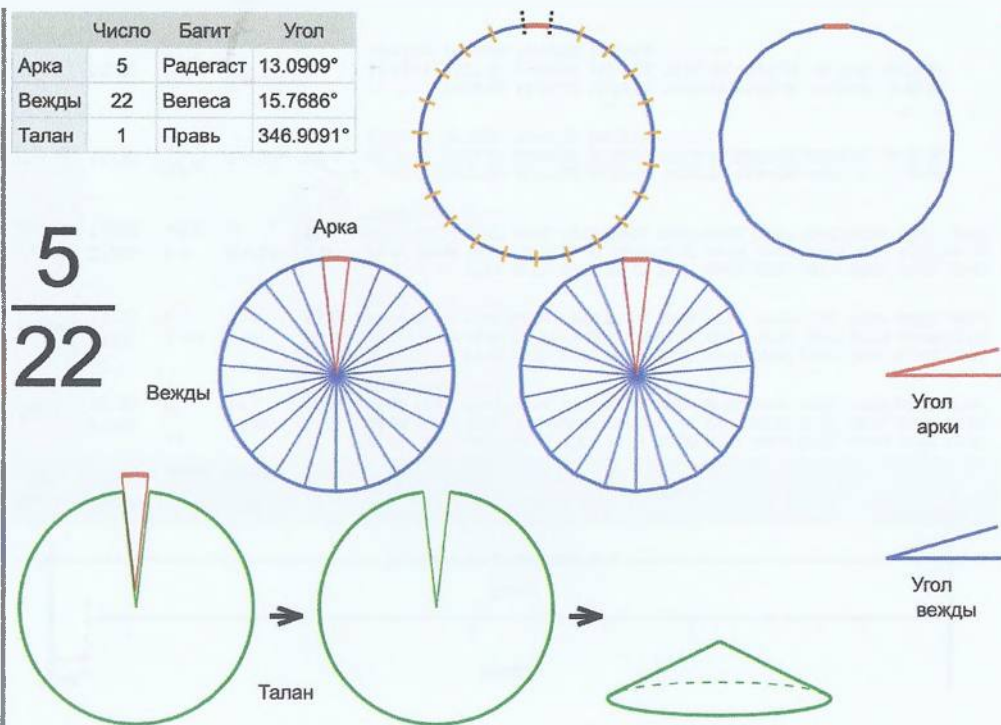 Число Багит Угол
Арка 5 Радегаст 13.0909°
Вежды 22 Велеса 15.7686°
Талан 1 Правь 346.9091°
Арка
5
22
Вежды
Угол
арки
Угол
вежды
Талан